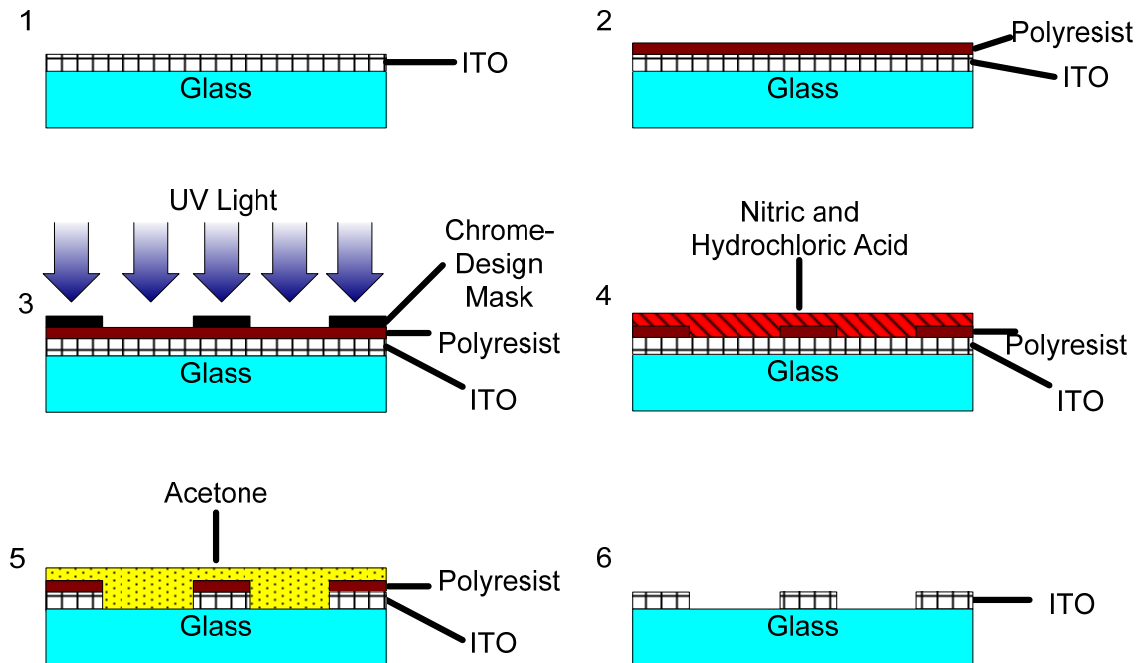 1
ITO
Glass
2
Polyresist
ITO
Glass
3
UV Light
Chrome-
Design
Mask
Polyresist
ITO
Glass
4
Nitric and
Hydrochloric Acid
Polyresist
ITO
Glass
5
Acetone
Polyresist
ITO
Glass
6
ITO
Glass